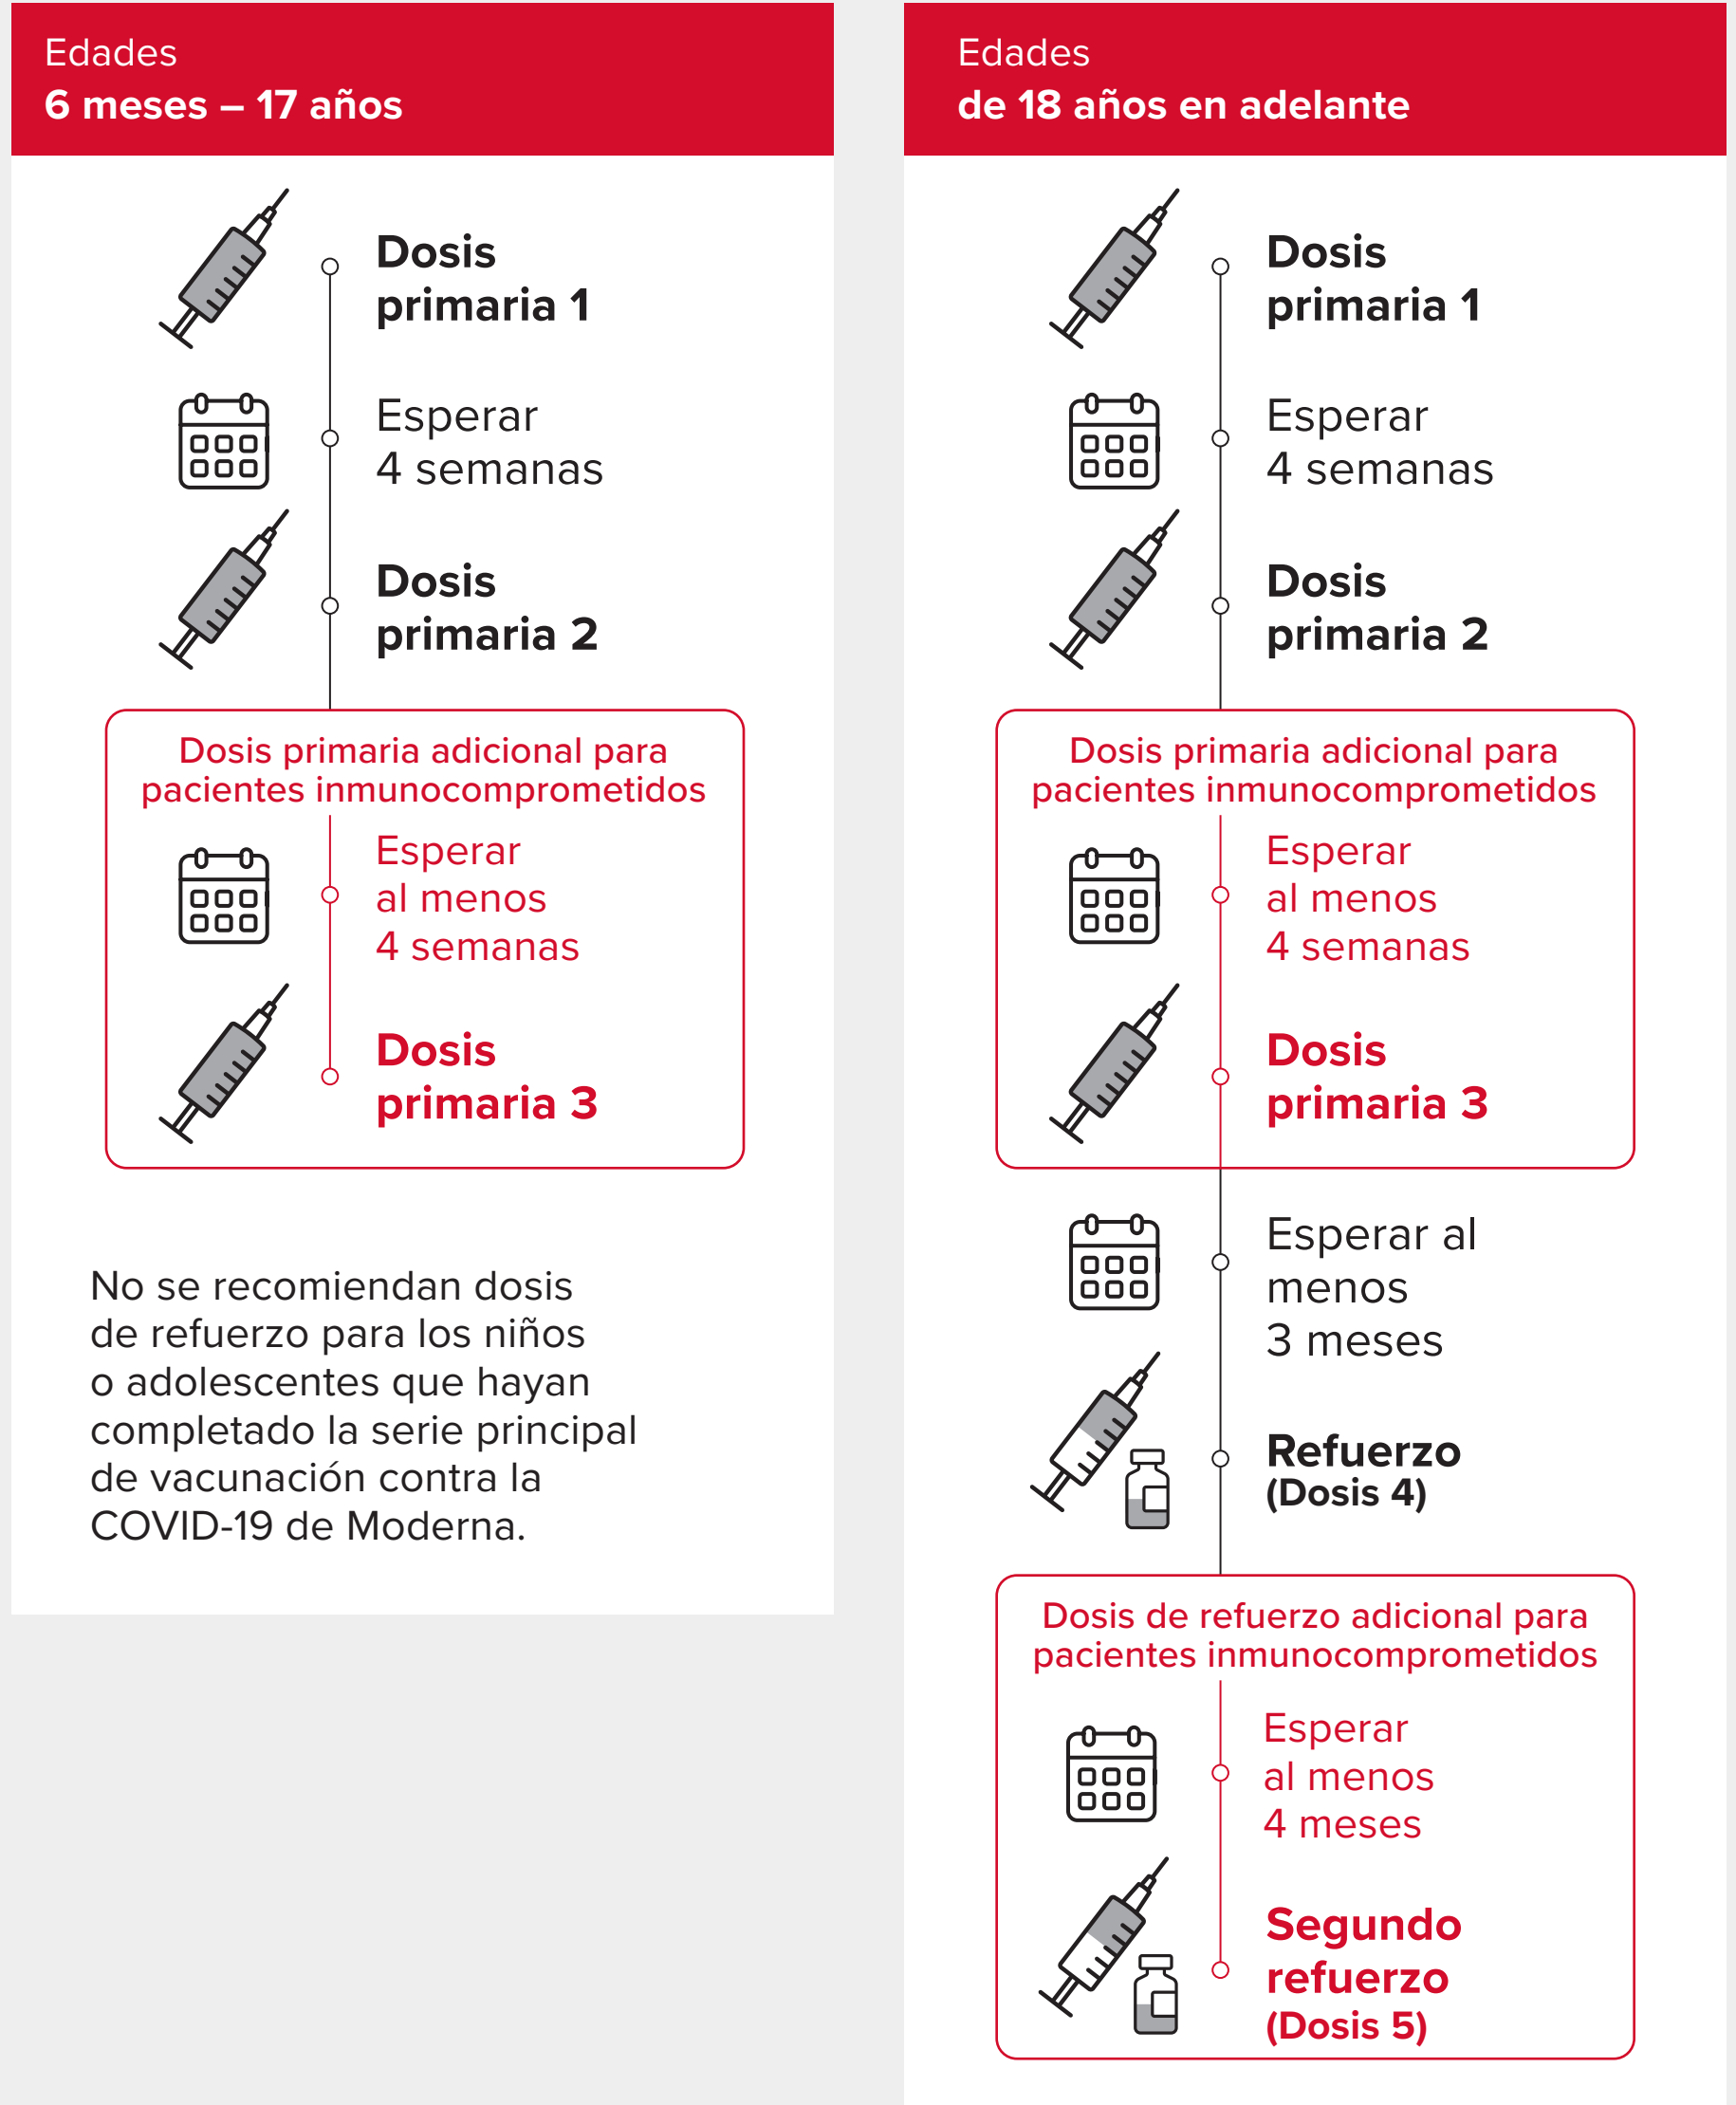 Edades
6 meses – 17 años
Dosis
primaria 1
Esperar
4 semanas
Dosis
primaria 2
Dosis primaria adicional para
pacientes inmunocomprometidos
Esperar
al menos
4 semanas
Dosis
primaria 3
No se recomiendan dosis
de refuerzo para los niños
o adolescentes que hayan
completado la serie principal
de vacunación contra la
COVID-19 de Moderna.
Edades
de 18 años en adelante
Dosis
primaria 1
Esperar
4 semanas
Dosis
primaria 2
Dosis primaria adicional para
pacientes inmunocomprometidos
Esperar
al menos
4 semanas
Dosis
primaria 3
Esperar al
menos
3 meses
Refuerzo
(Dosis 4)
Dosis de refuerzo adicional para
pacientes inmunocomprometidos
Esperar
al menos
4 meses
Segundo
refuerzo
(Dosis 5)